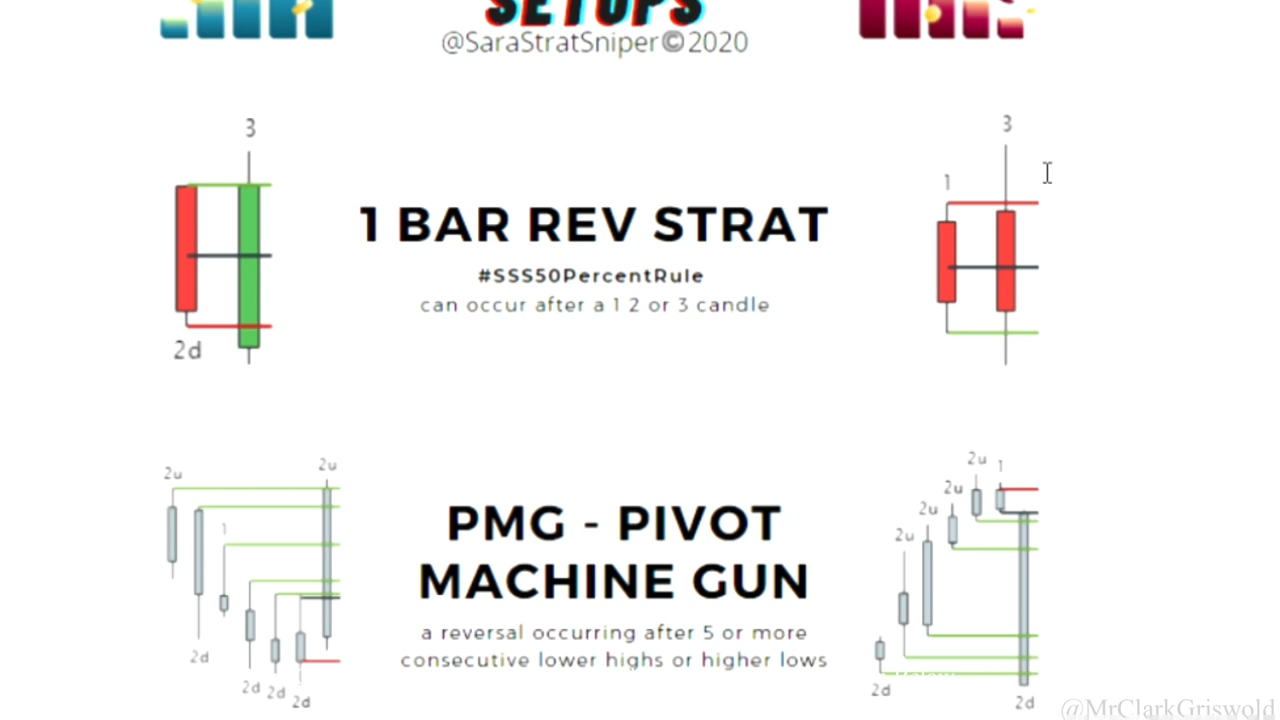 SETUPS
@SaraStratSniper©2020
3
2d
1 BAR REV STRAT
#SSS50PercentRule
can occur after a 1 2 or 3 candle
3
1
2u
2u
1
2d
2d
2d
2d
PMG - PIVOT
MACHINE GUN
a reversal occurring after 5 or more
consecutive lower highs or higher lows
2u
1
2u
2u
2u
2d
2d
@MrClarkGriswold